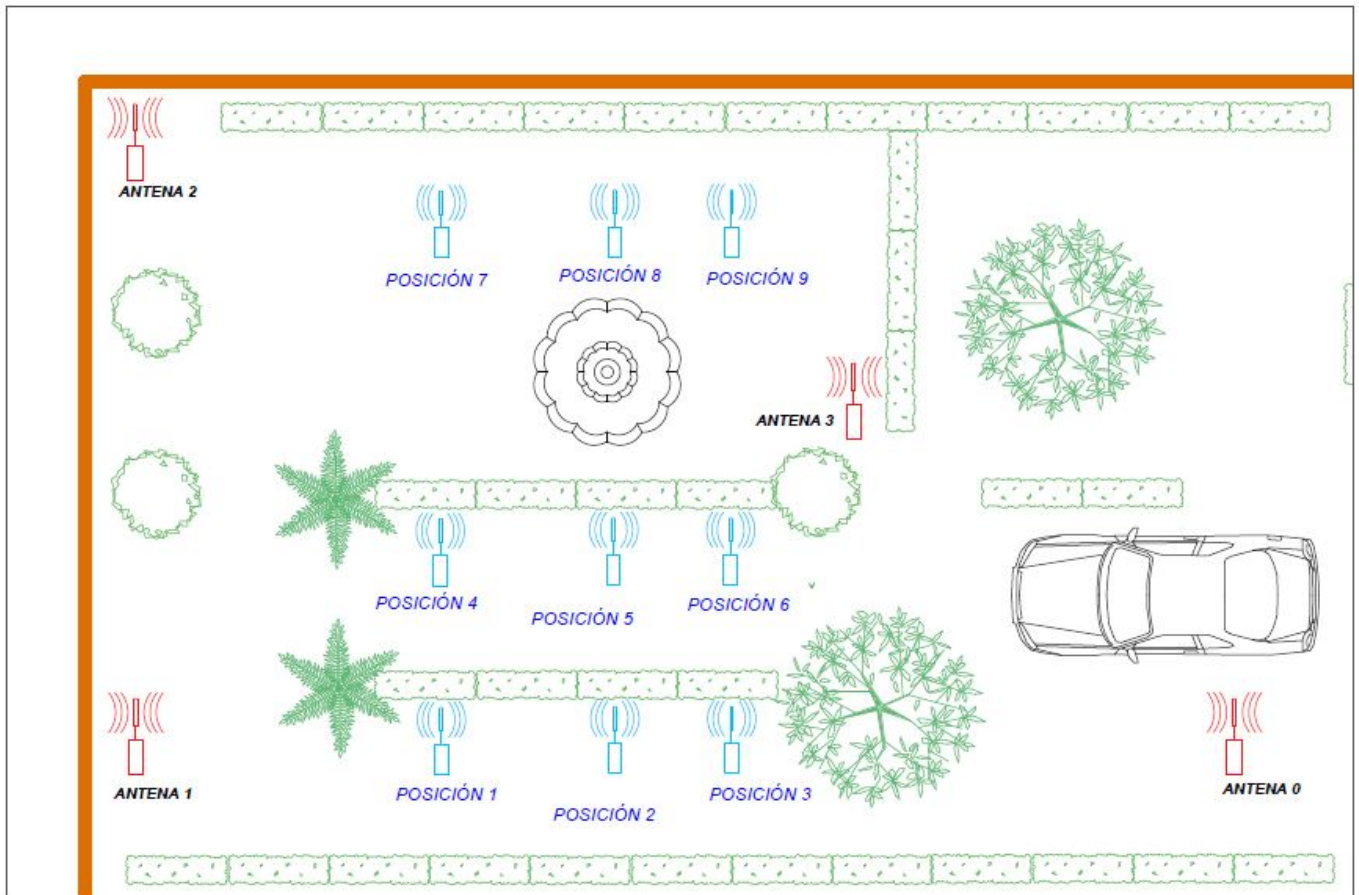 ANTENA 2
POSICIÓN 7
POSICIÓN 8
POSICIÓN 9
ANTENA 3
POSICIÓN 4
POSICIÓN 5
POSICIÓN 6
ANTENA 1
POSICIÓN 1
POSICIÓN 2
POSICIÓN 3
ANTENA 0